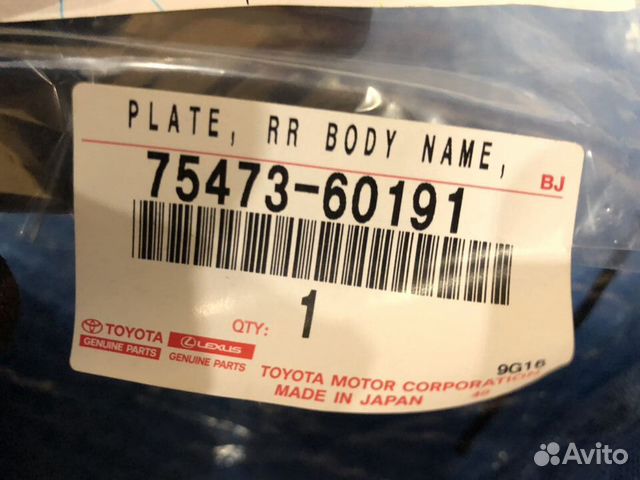 PLATE, RR BODY NAME,
BJ
75473-60191
QTY: 1
TOYOTA
GENUINE PARTS
LEXUS
GENUINE PARTS
9G16
TOYOTA MOTOR CORPORATION
MADE IN JAPAN
49
Avito